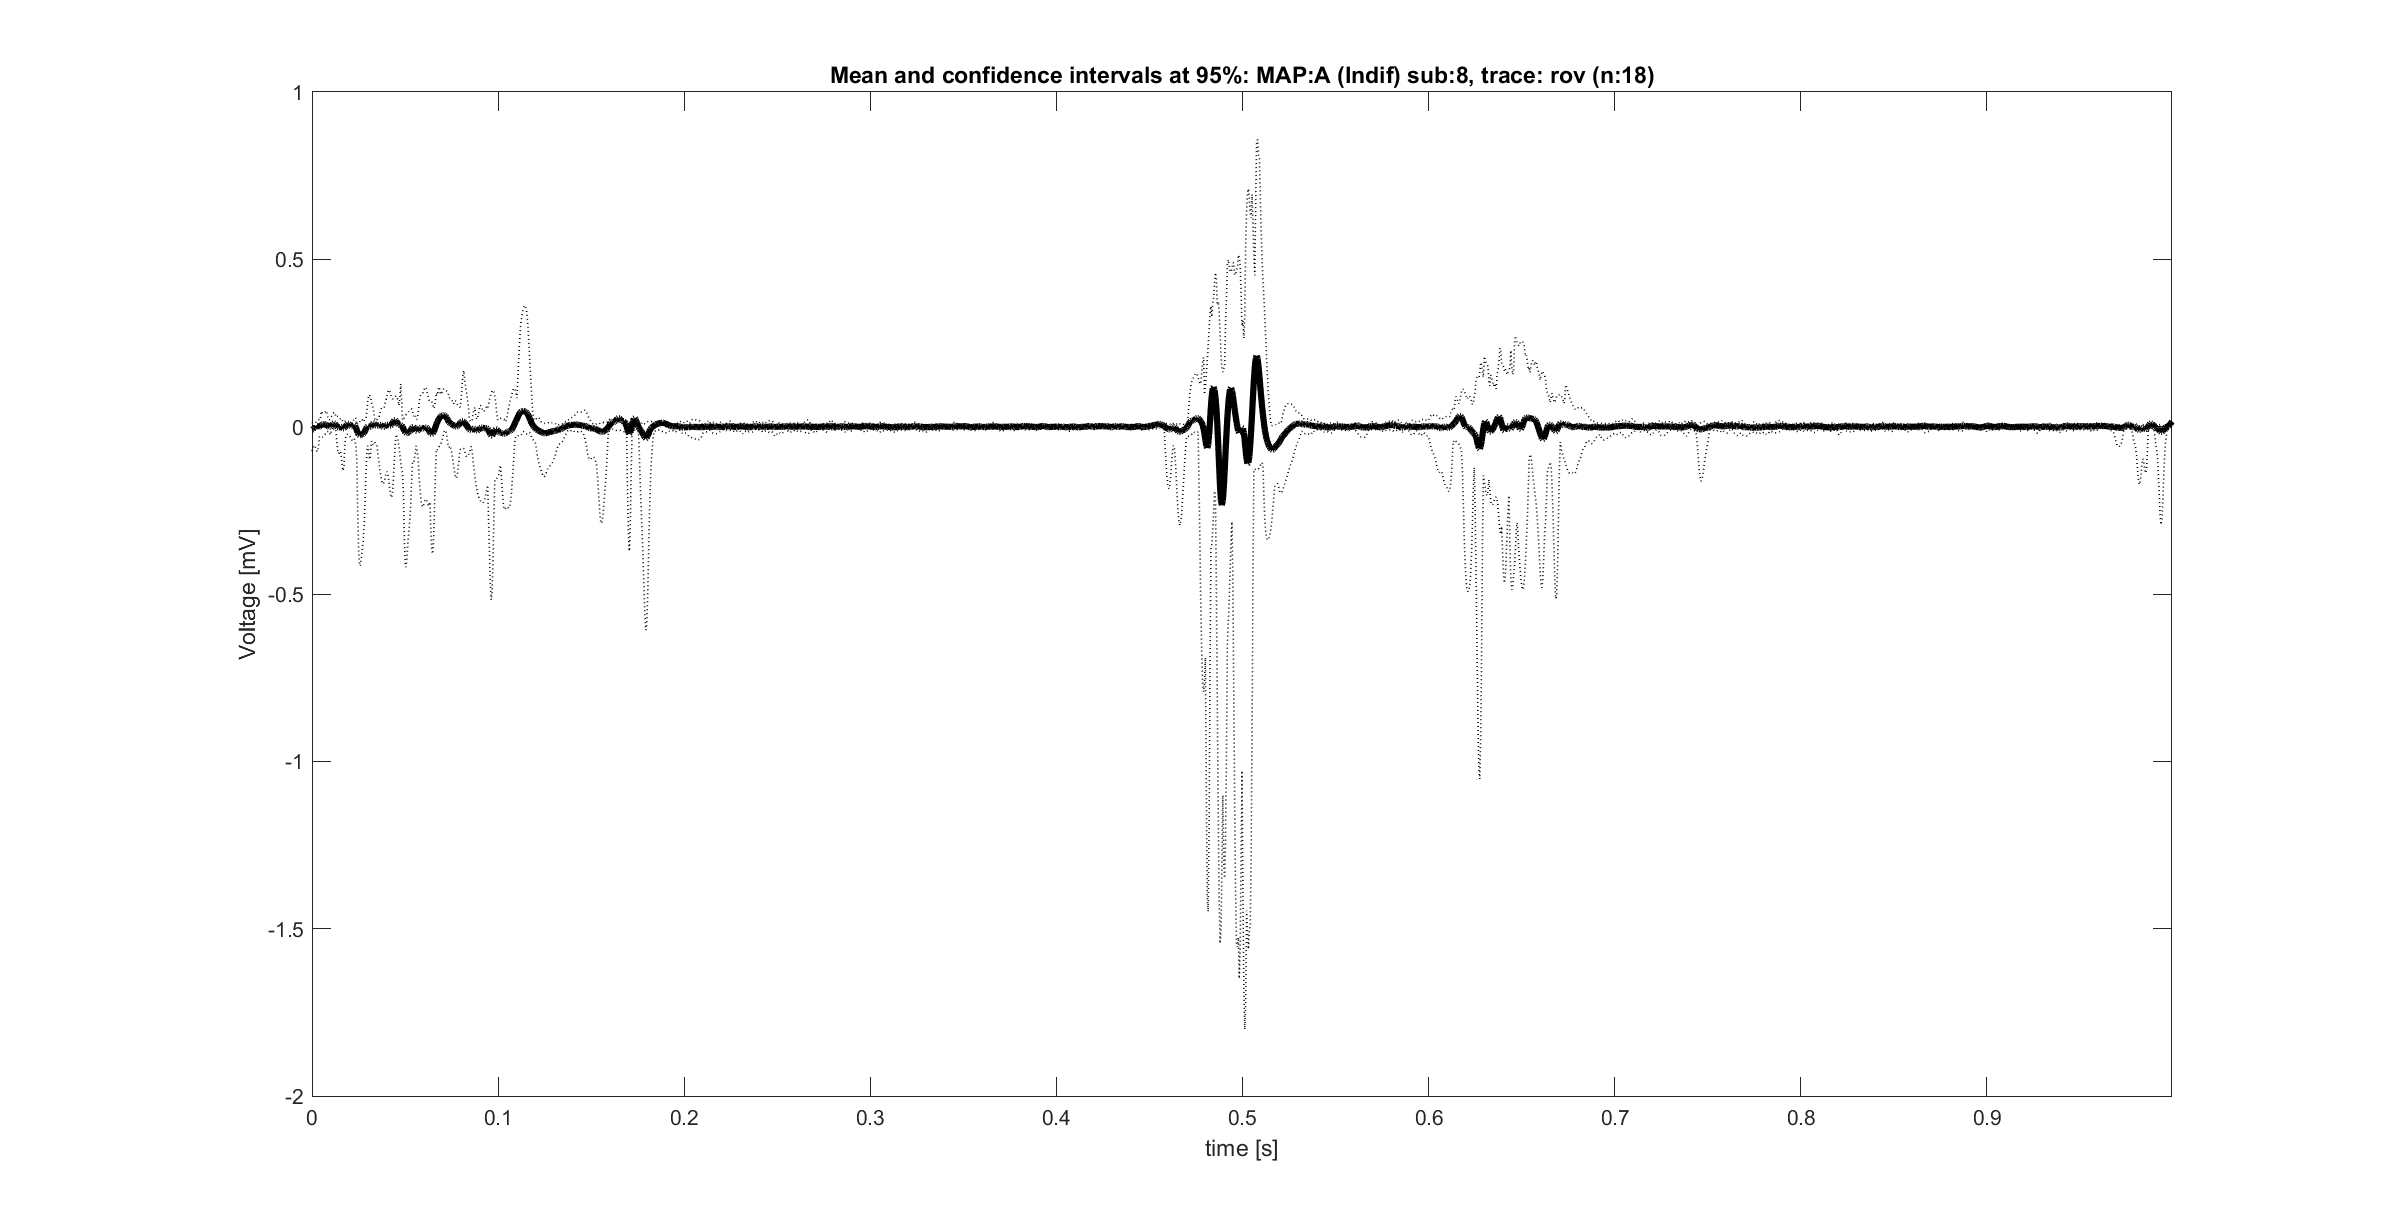 Mean and confidence intervals at 95%: MAP:A (Indif) sub:8, trace: rov (n:18)
1
0.5
0
-0.5
-1
-1.5
-2
Voltage [mV]
0 0.1 0.2 0.3 0.4 0.5 0.6 0.7 0.8 0.9
time [s]